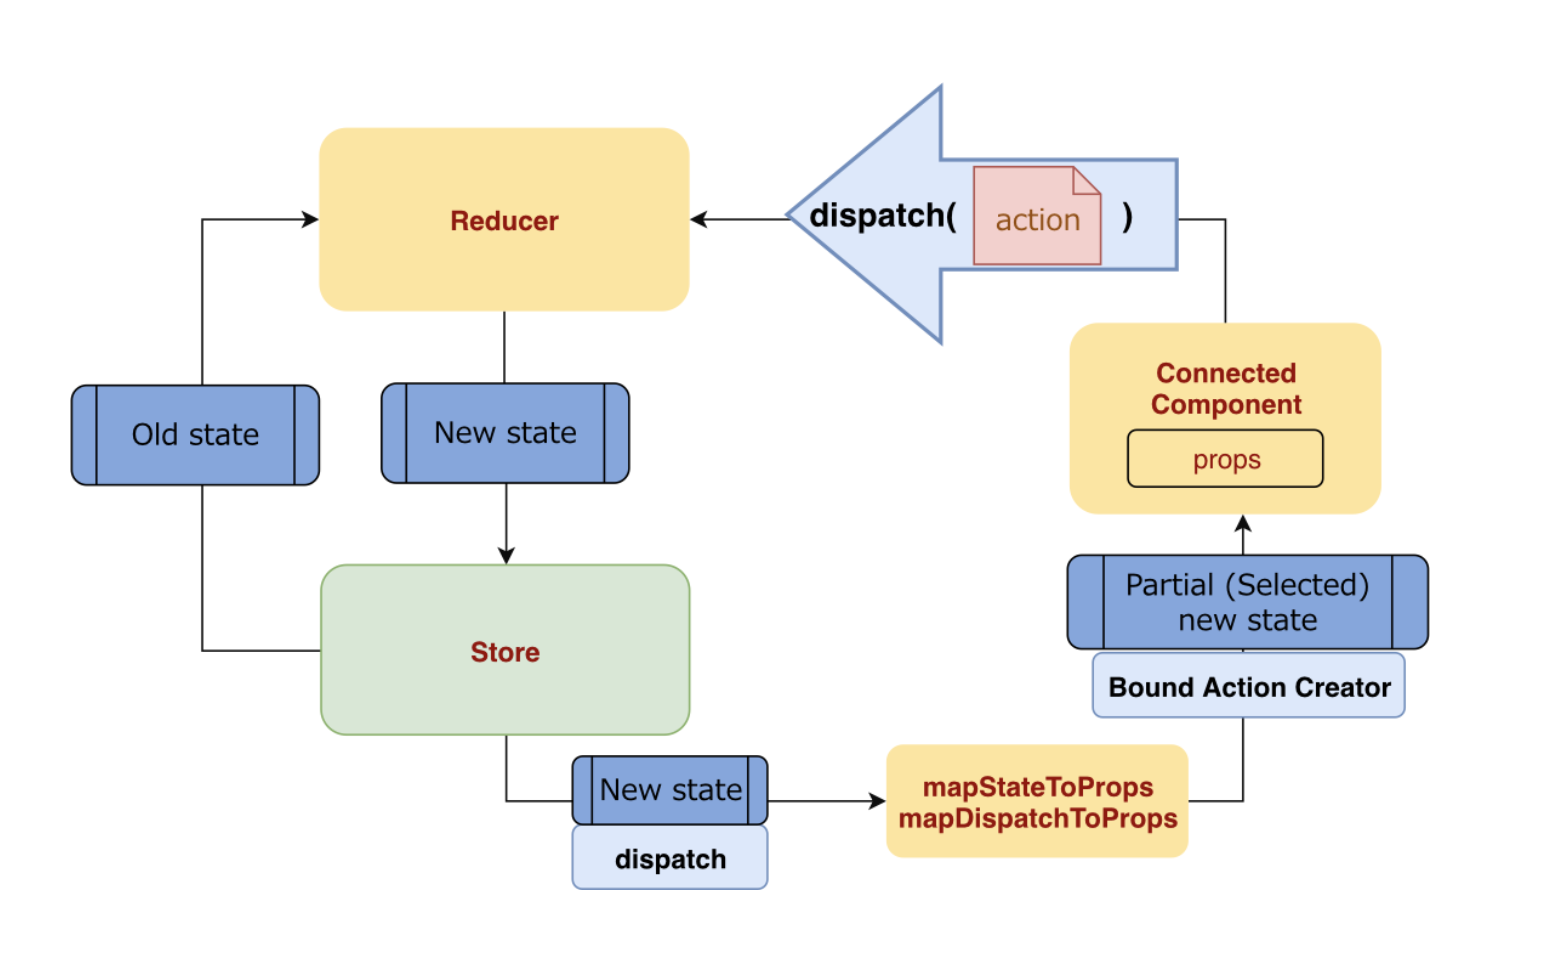 Reducer
dispatch( action )
Old state
New state
Connected
Component
props
Partial (Selected)
new state
Bound Action Creator
Store
New state
dispatch
mapStateToProps
mapDispatchToProps